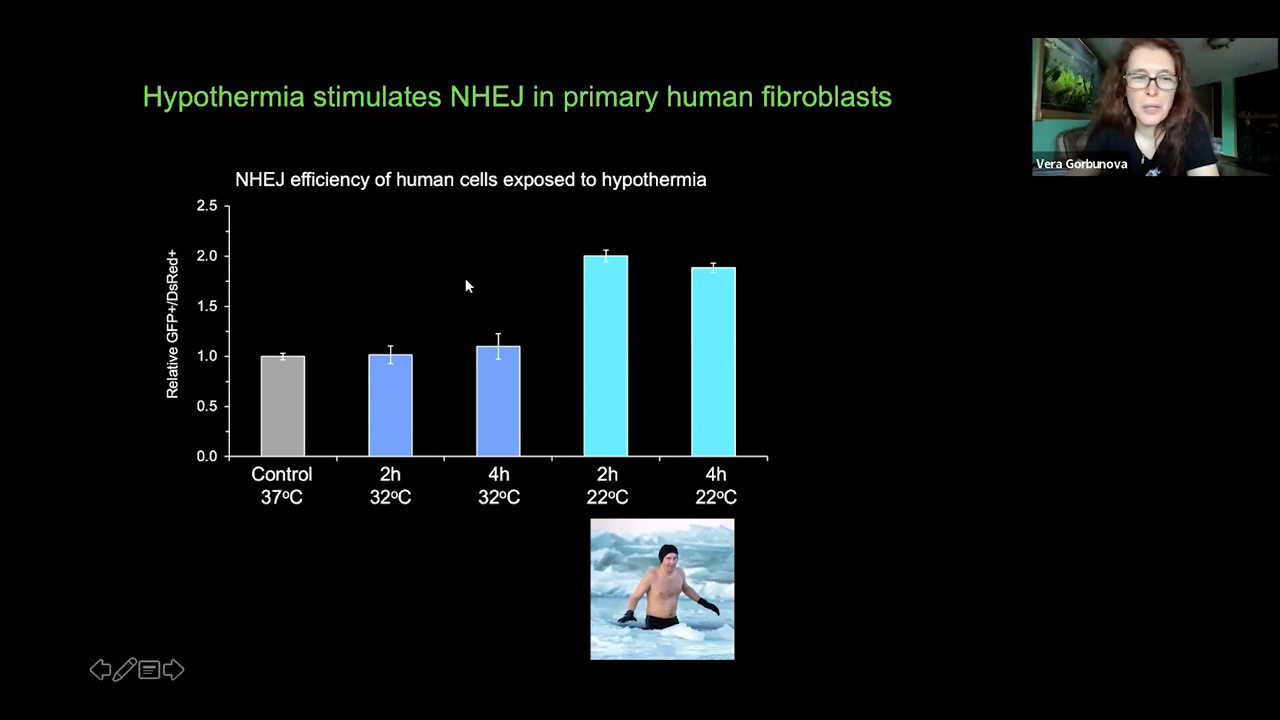 Hypothermia stimulates NHEJ in primary human fibroblasts
Vera Gorbunova
NHEJ efficiency of human cells exposed to hypothermia
Relative GFP+/DsRed+
2.5
2.0
1.5
1.0
0.5
0.0
Control 2h 4h 2h 4h
37ºC 32ºC 32ºC 22ºC 22ºC